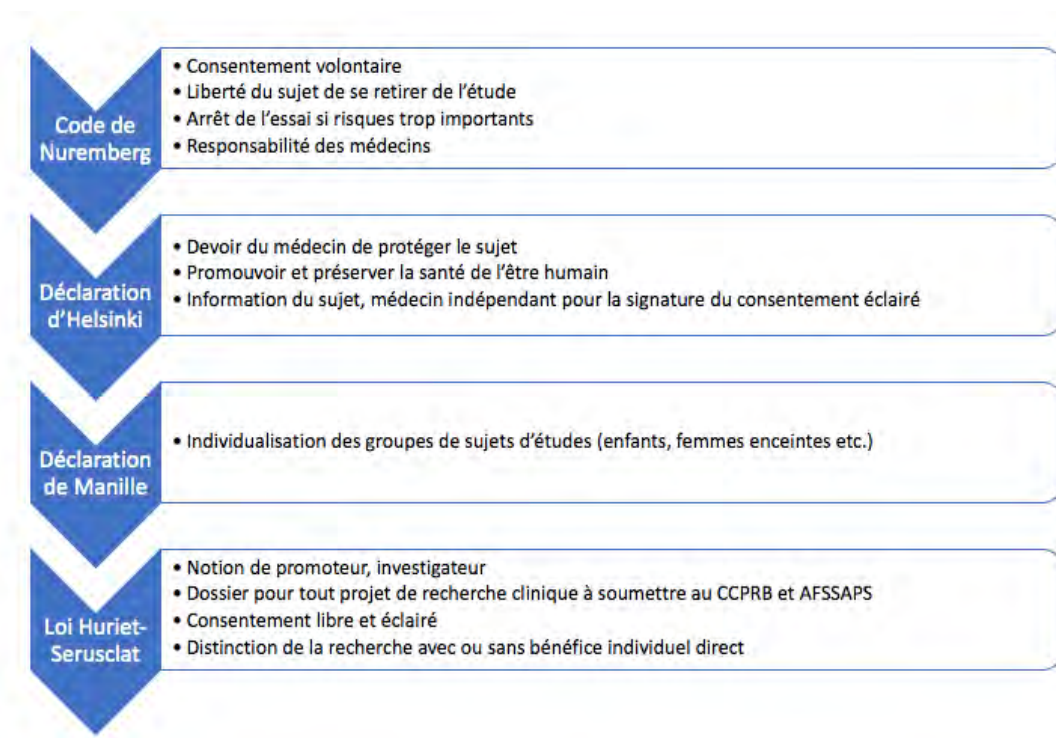 Code de
Nuremberg
• Consentement volontaire
• Liberté du sujet de se retirer de l'étude
• Arrêt de l'essai si risques trop importants
• Responsabilité des médecins
Déclaration
d'Helsinki
• Devoir du médecin de protéger le sujet
• Promouvoir et préserver la santé de l'être humain
• Information du sujet, médecin indépendant pour la signature du consentement éclairé
Déclaration
de Manille
• Individualisation des groupes de sujets d'études (enfants, femmes enceintes etc.)
Loi Huriet-
Serusclat
• Notion de promoteur, investigateur
• Dossier pour tout projet de recherche clinique à soumettre au CCPRB et AFSSAPS
• Consentement libre et éclairé
• Distinction de la recherche avec ou sans bénéfice individuel direct